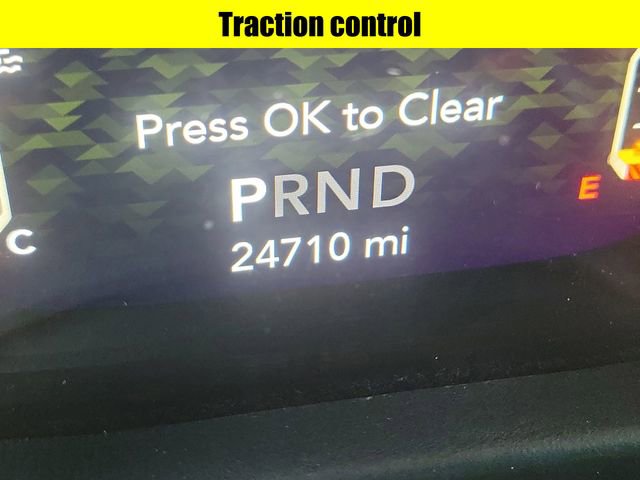 Traction control
Press OK to Clear
PRND
E
C
24710 mi